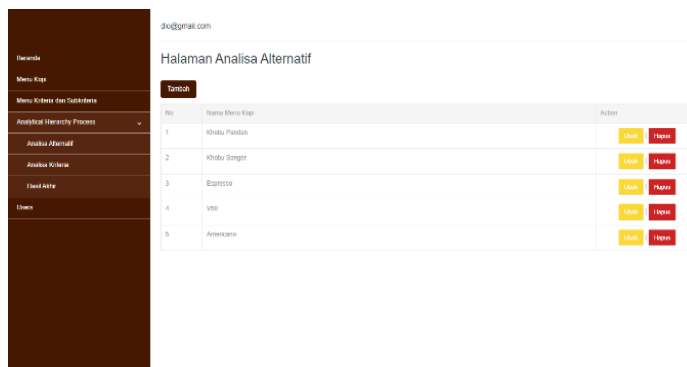 dio@gmail.com
Beranda
Menu Kopi
Menu Kriteria dan Subkriteria
Analytical Hierarchy Process
Analisa Alternatif
Analisa Kriteria
Hasil Akhir
Users
Halaman Analisa Alternatif
Tambah
No Nama Menu Kopi Action
1 Khobu Pandan Ubah | Hapus
2 Khobu Sanger Ubah | Hapus
3 Espresso Ubah | Hapus
4 V60 Ubah | Hapus
5 Americano Ubah | Hapus